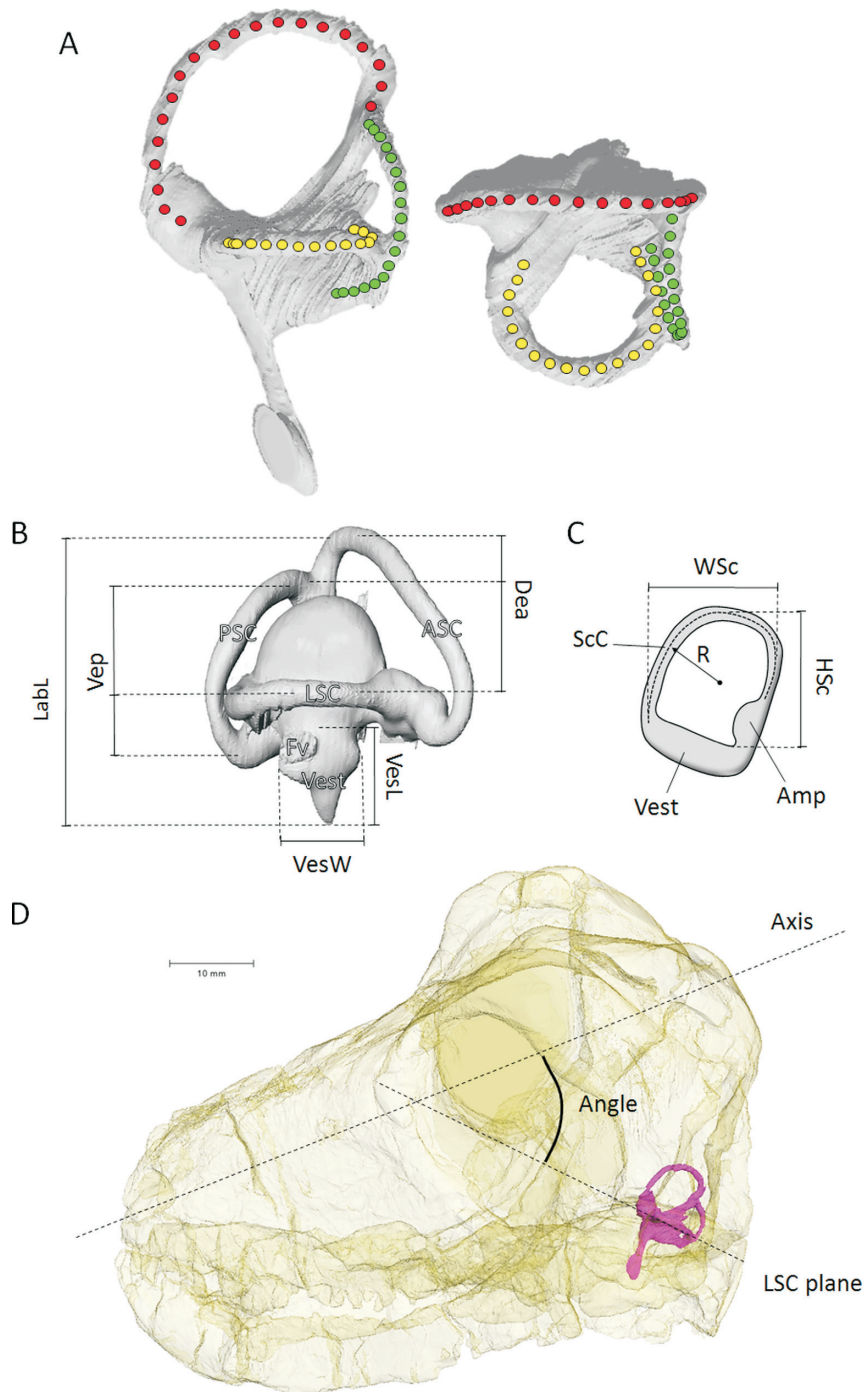 A
B
LabL
Vep
PSC
ASC
LSC
Fv
Vest
VesL
VesW
Dea
C
WSc
ScC
R
HSc
Vest
Amp
D
10 mm
Axis
Angle
LSC plane